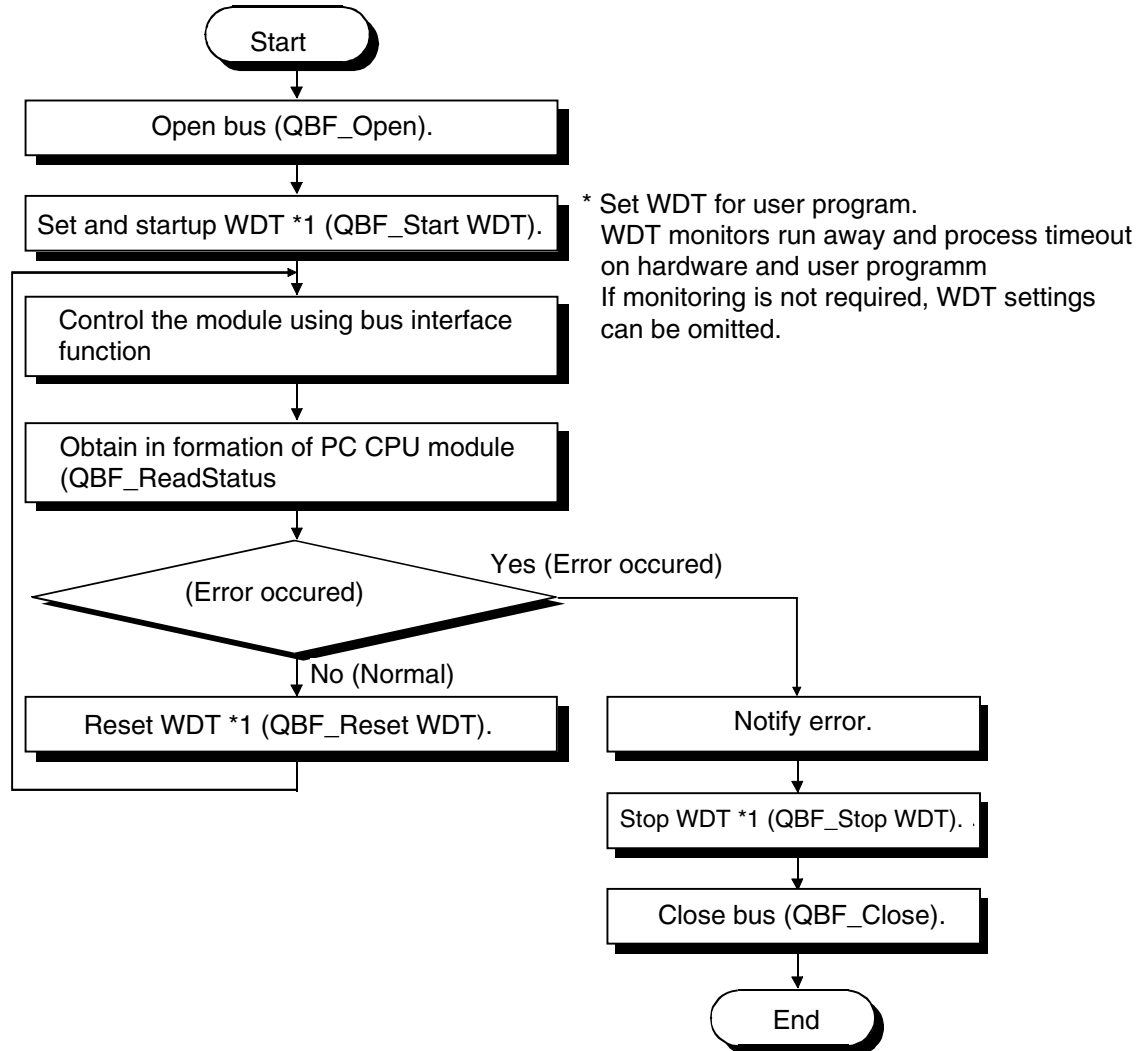 Start
Open bus (QBF_Open).
Set and startup WDT *1 (QBF_Start WDT).
* Set WDT for user program.
WDT monitors run away and process timeout
on hardware and user programm
If monitoring is not required, WDT settings
can be omitted.
Control the module using bus interface
function
Obtain in formation of PC CPU module
(QBF_ReadStatus
(Error occured)
Yes (Error occured)
No (Normal)
Reset WDT *1 (QBF_Reset WDT).
Notify error.
Stop WDT *1 (QBF_Stop WDT). .
Close bus (QBF_Close).
End